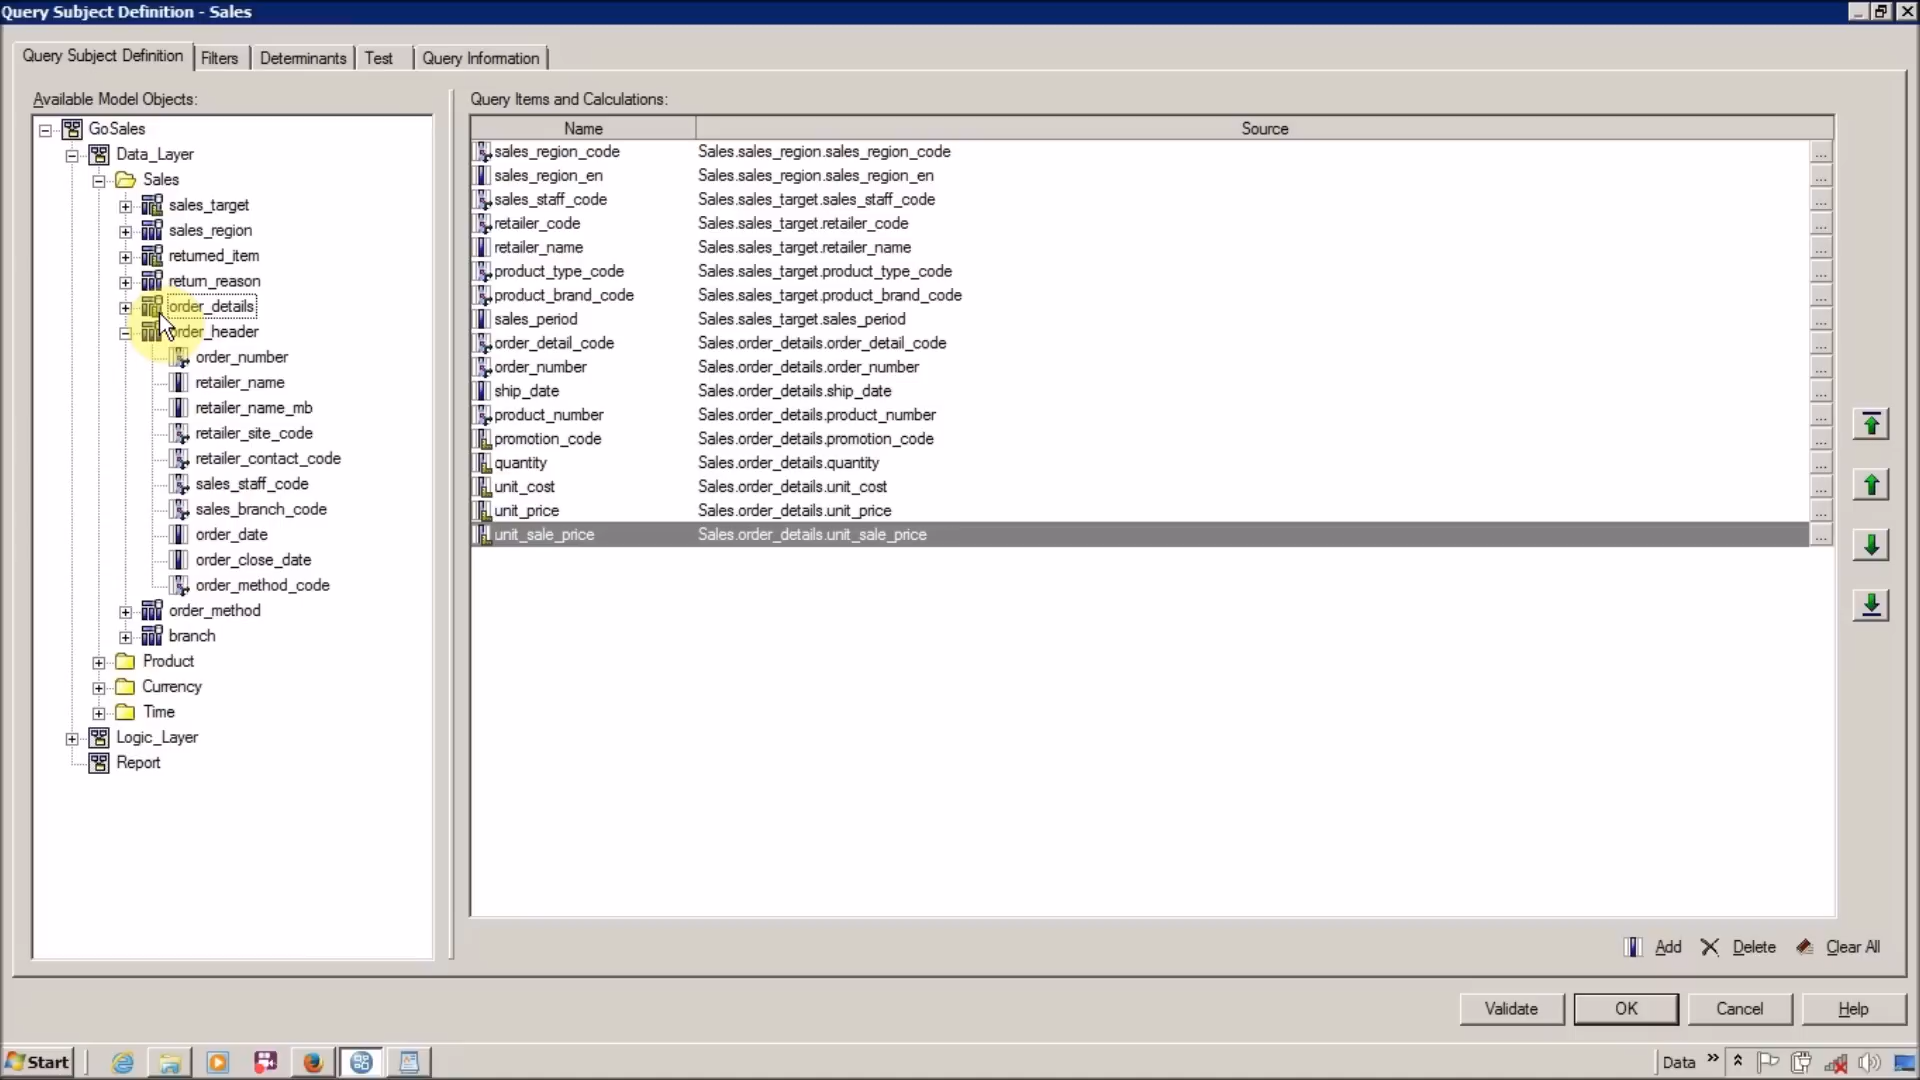 Query Subject Definition - Sales
Query Subject Definition
Filters
Determinants
Test
Query Information
Available Model Objects:
GoSales
Data_Layer
Sales
sales_target
sales_region
returned_item
return_reason
order_details
order_header
order_number
retailer_name
retailer_name_mb
retailer_site_code
retailer_contact_code
sales_staff_code
sales_branch_code
order_date
order_close_date
order_method_code
order_method
branch
Product
Currency
Time
Logic_Layer
Report
Query Items and Calculations:
Name Source
sales_region_code Sales.sales_region.sales_region_code ...
sales_region_en Sales.sales_region.sales_region_en ...
sales_staff_code Sales.sales_target.sales_staff_code ...
retailer_code Sales.sales_target.retailer_code ...
retailer_name Sales.sales_target.retailer_name ...
product_type_code Sales.sales_target.product_type_code ...
product_brand_code Sales.sales_target.product_brand_code ...
sales_period Sales.sales_target.sales_period ...
order_detail_code Sales.order_details.order_detail_code ...
order_number Sales.order_details.order_number ...
ship_date Sales.order_details.ship_date ...
product_number Sales.order_details.product_number ...
promotion_code Sales.order_details.promotion_code ...
quantity Sales.order_details.quantity ...
unit_cost Sales.order_details.unit_cost ...
unit_price Sales.order_details.unit_price ...
unit_sale_price Sales.order_details.unit_sale_price ...
Add Delete Clear All
Validate OK Cancel Help
Start Data »